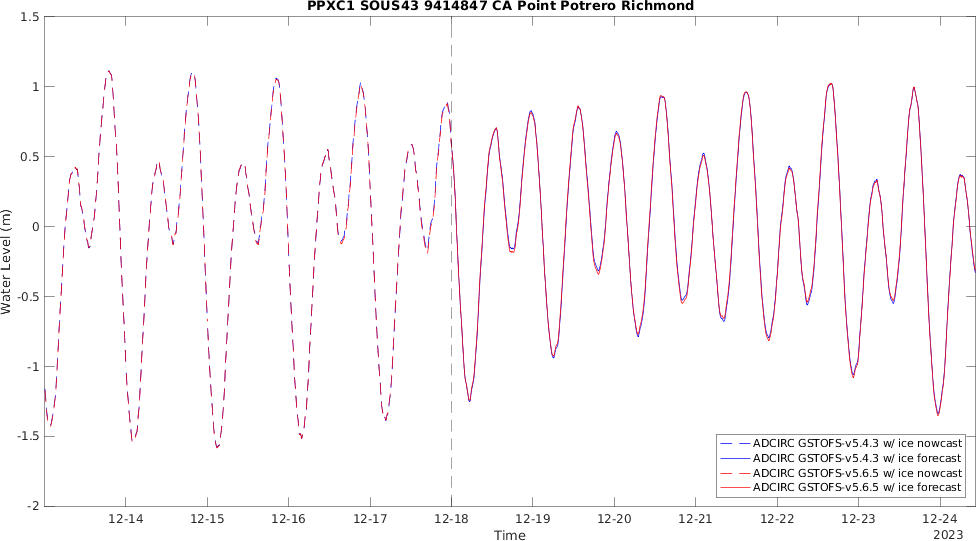 PPXC1 SOUS43 9414847 CA Point Potrero Richmond
1.5
1
0.5
0
-0.5
-1
-1.5
-2
Water Level (m)
12-14 12-15 12-16 12-17 12-18 12-19 12-20 12-21 12-22 12-23 12-24
Time
2023
ADCIRC GSTOFS-v5.4.3 w/ ice nowcast
ADCIRC GSTOFS-v5.4.3 w/ ice forecast
ADCIRC GSTOFS-v5.6.5 w/ ice nowcast
ADCIRC GSTOFS-v5.6.5 w/ ice forecast